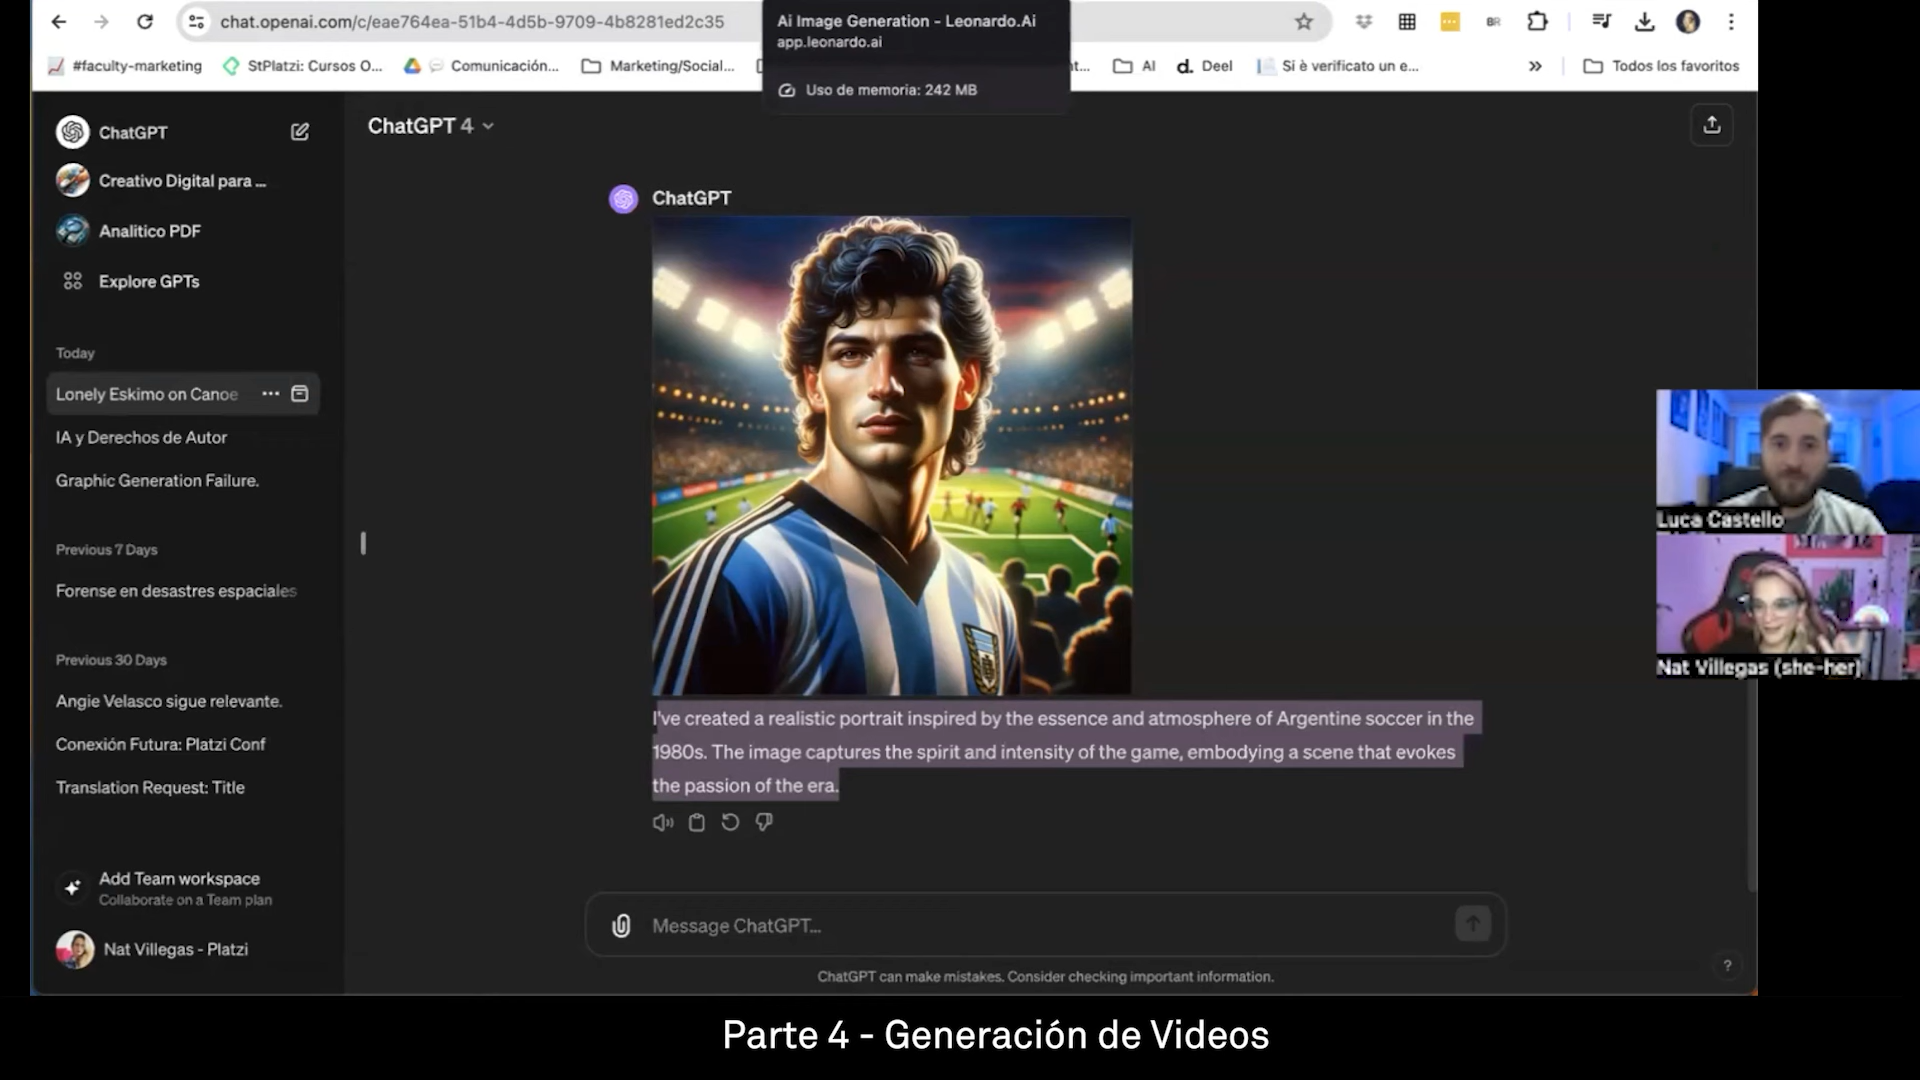 chat.openai.com/c/eae764ea-51b4-4d5b-9709-4b8281ed2c35
Ai Image Generation - Leonardo.Ai
app.leonardo.ai
Uso de memoria: 242 MB
BR
#faculty-marketing
StPlatzi: Cursos O...
Comunicación...
Marketing/Social...
nt...
AI
d. Deel
Si è verificato un e...
»
Todos los favoritos
ChatGPT
Creativo Digital para ...
Analitico PDF
Explore GPTs
Today
Lonely Eskimo on Canoe
IA y Derechos de Autor
Graphic Generation Failure.
Previous 7 Days
Forense en desastres espaciales
Previous 30 Days
Angie Velasco sigue relevante.
Conexión Futura: Platzi Conf
Translation Request: Title
Add Team workspace
Collaborate on a Team plan
Nat Villegas - Platzi
ChatGPT 4
ChatGPT
I've created a realistic portrait inspired by the essence and atmosphere of Argentine soccer in the
1980s. The image captures the spirit and intensity of the game, embodying a scene that evokes
the passion of the era.
Message ChatGPT...
ChatGPT can make mistakes. Consider checking important information.
?
Luca Castello
Nat Villegas (she-her)
Parte 4 - Generación de Videos